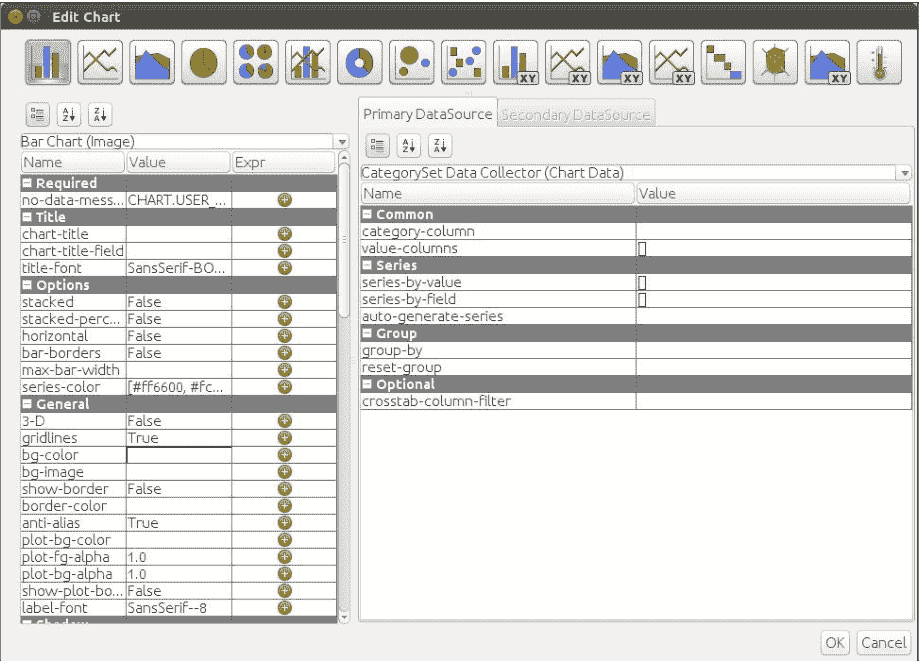 Edit Chart
XY XY XY XY XY
Primary DataSource Secondary DataSource
Bar Chart (Image)
Name Value Expr
Required
no-data-mess... CHART.USER_...
Title
chart-title
chart-title-field
title-font SansSerif-BO...
Options
stacked False
stacked-perc... False
horizontal False
bar-borders False
max-bar-width
series-color [#ff6600, #fc...
General
3-D False
gridlines True
bg-color
bg-image
show-border False
border-color
anti-alias True
plot-bg-color
plot-fg-alpha 1.0
plot-bg-alpha 1.0
show-plot-bo... False
label-font SansSerif--8
Shadow
CategorySet Data Collector (Chart Data)
Name Value
Common
category-column
value-columns []
Series
series-by-value []
series-by-field []
auto-generate-series
Group
group-by
reset-group
Optional
crosstab-column-filter
OK Cancel